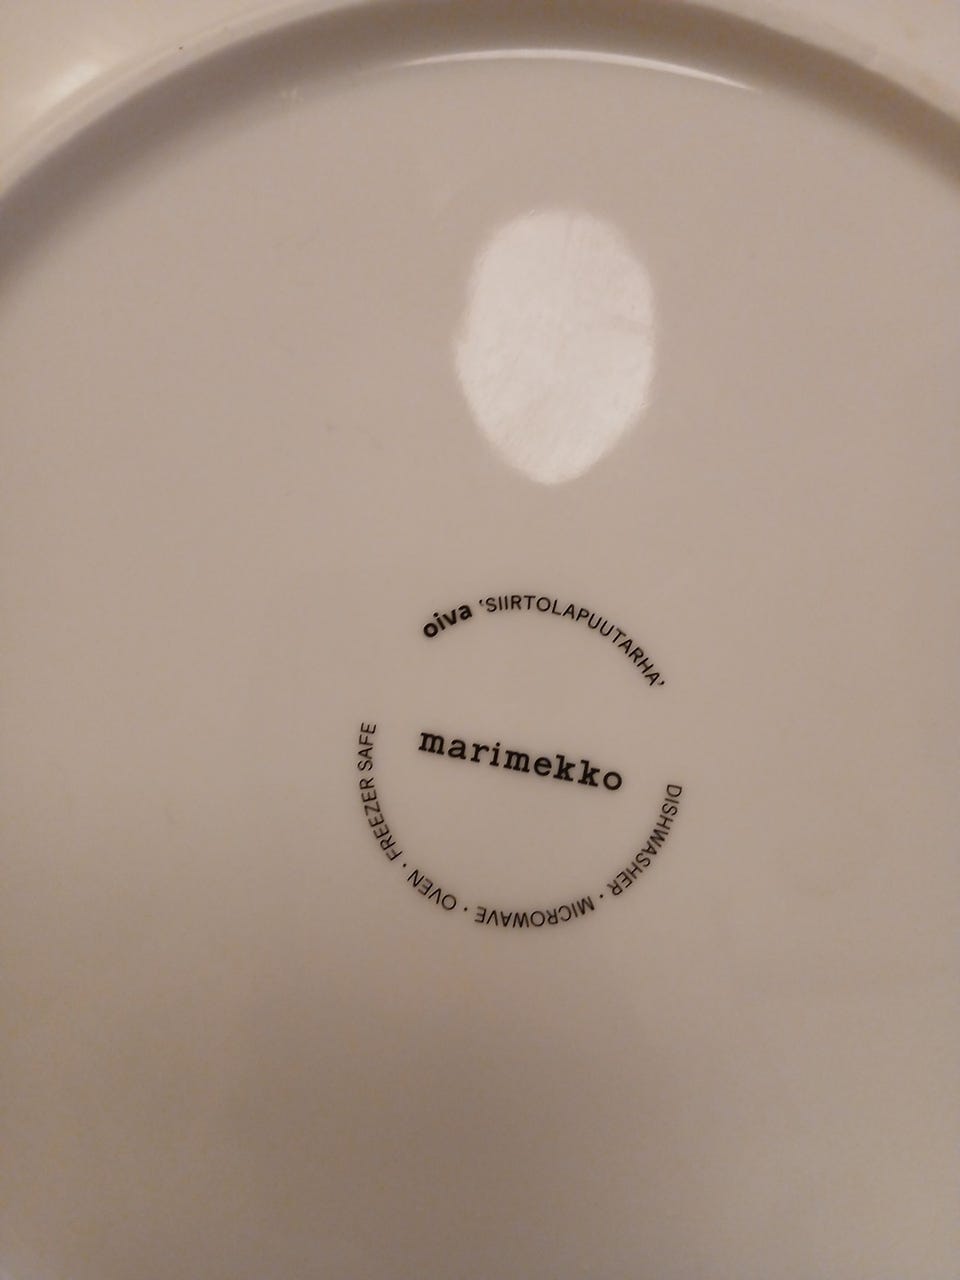 oiva ‘SIIRTOLAPUUTARHA’
marimekko
DISHWASHER · MICROWAVE · OVEN · FREEZER SAFE